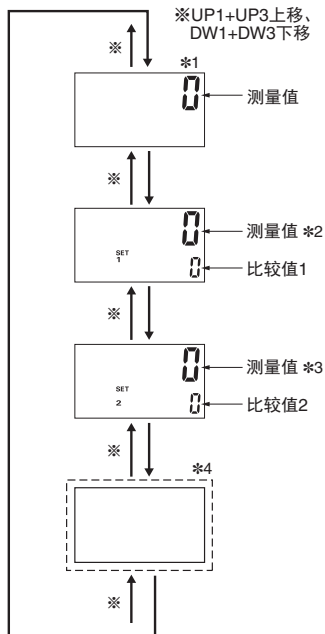 ※UP1+UP3上移、
DW1+DW3下移
※
✻1
0
测量值
※
0
测量值 ✻2
SET
1
0
比较值1
※
0
测量值 ✻3
SET
2
0
比较值2
※
✻4
※